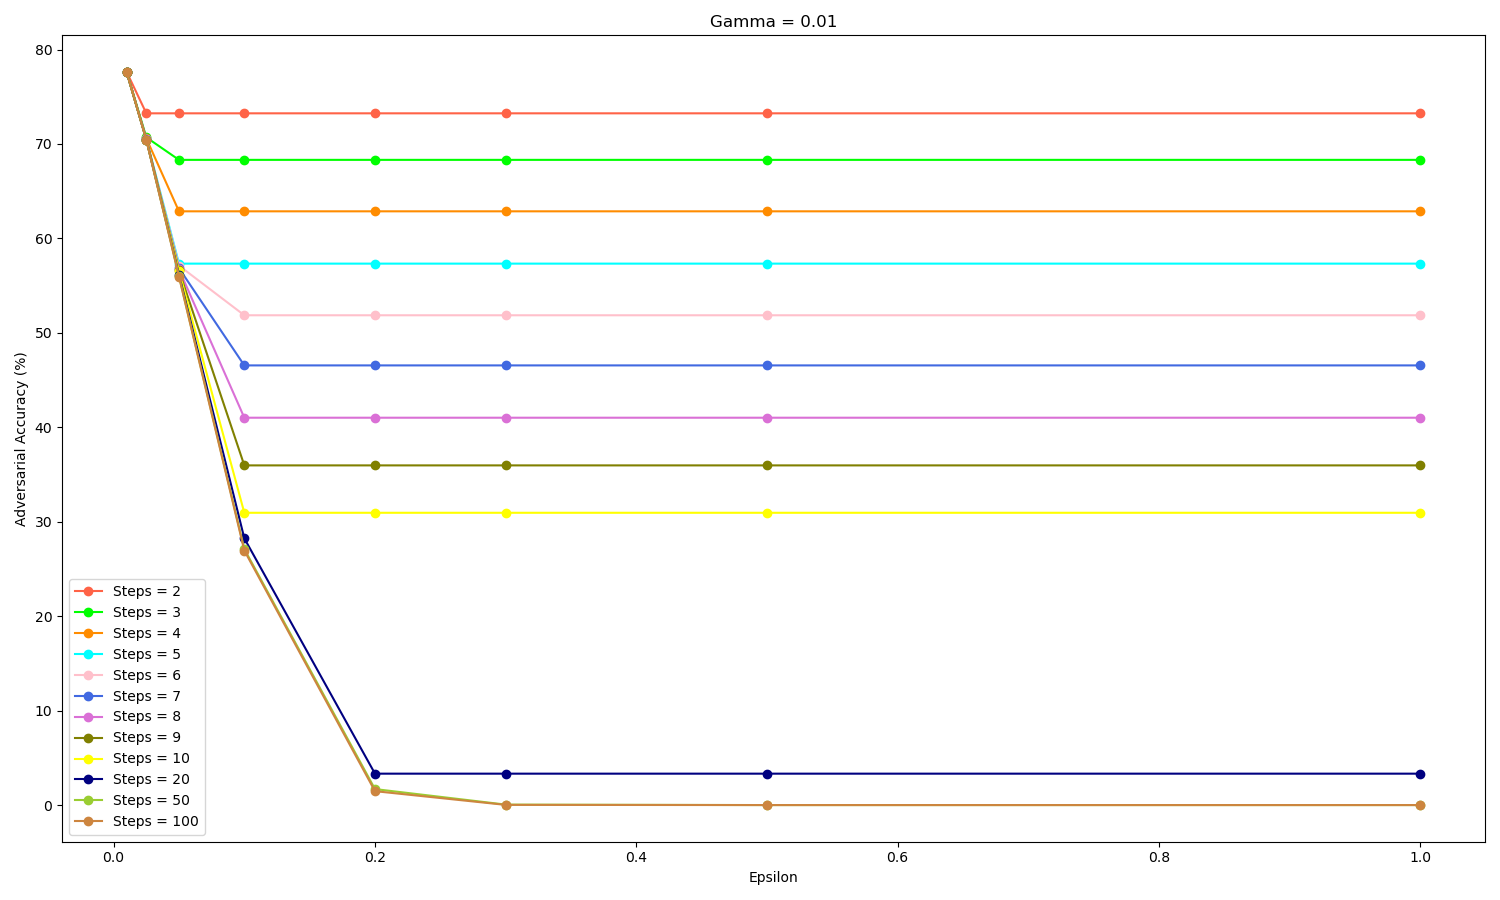 Gamma = 0.01
Adversarial Accuracy (%)
80
70
60
50
40
30
20
10
0
Steps = 2
Steps = 3
Steps = 4
Steps = 5
Steps = 6
Steps = 7
Steps = 8
Steps = 9
Steps = 10
Steps = 20
Steps = 50
Steps = 100
0.0 0.2 0.4 0.6 0.8 1.0
Epsilon